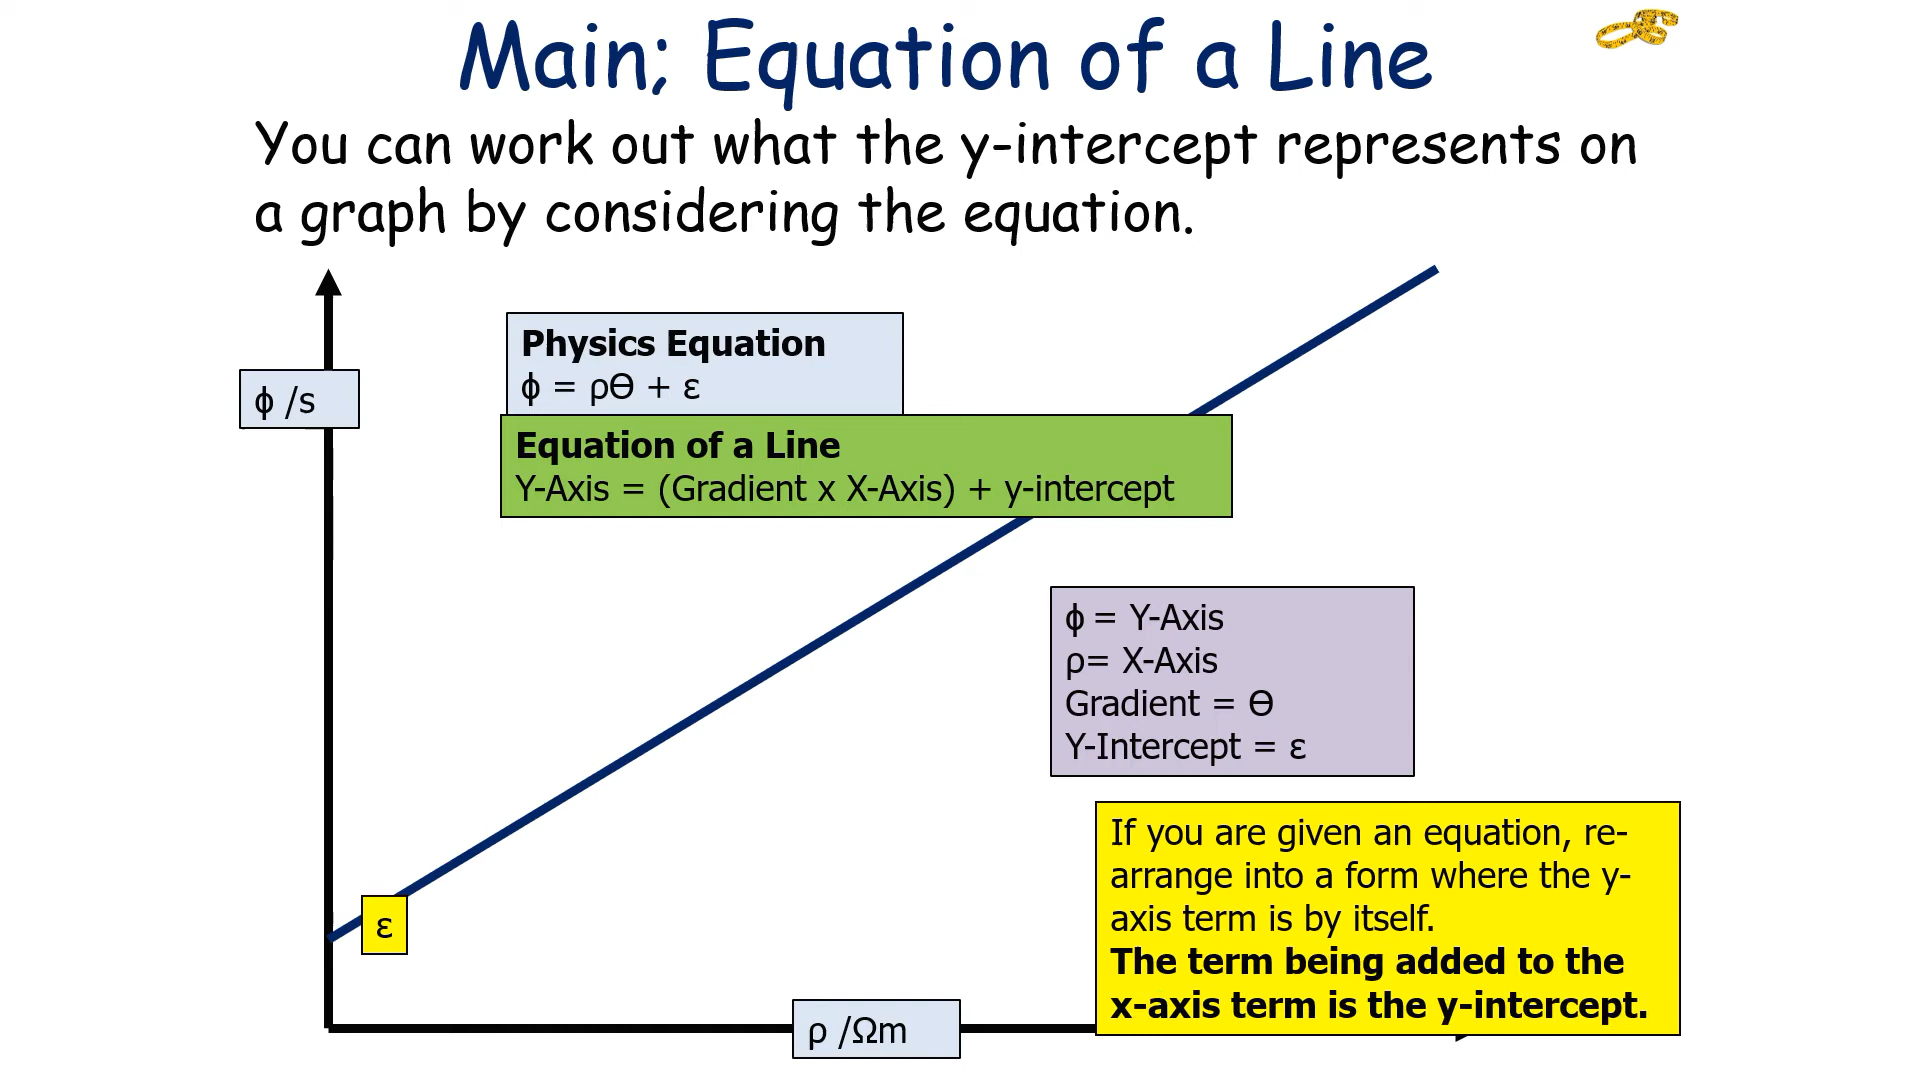 Main; Equation of a Line
You can work out what the y-intercept represents on
a graph by considering the equation.
Physics Equation
ϕ = ρϴ + ε
ϕ /s
Equation of a Line
Y-Axis = (Gradient x X-Axis) + y-intercept
ϕ = Y-Axis
ρ= X-Axis
Gradient = ϴ
Y-Intercept = ε
If you are given an equation, re-
arrange into a form where the y-
axis term is by itself.
The term being added to the
x-axis term is the y-intercept.
ε
ρ /Ωm